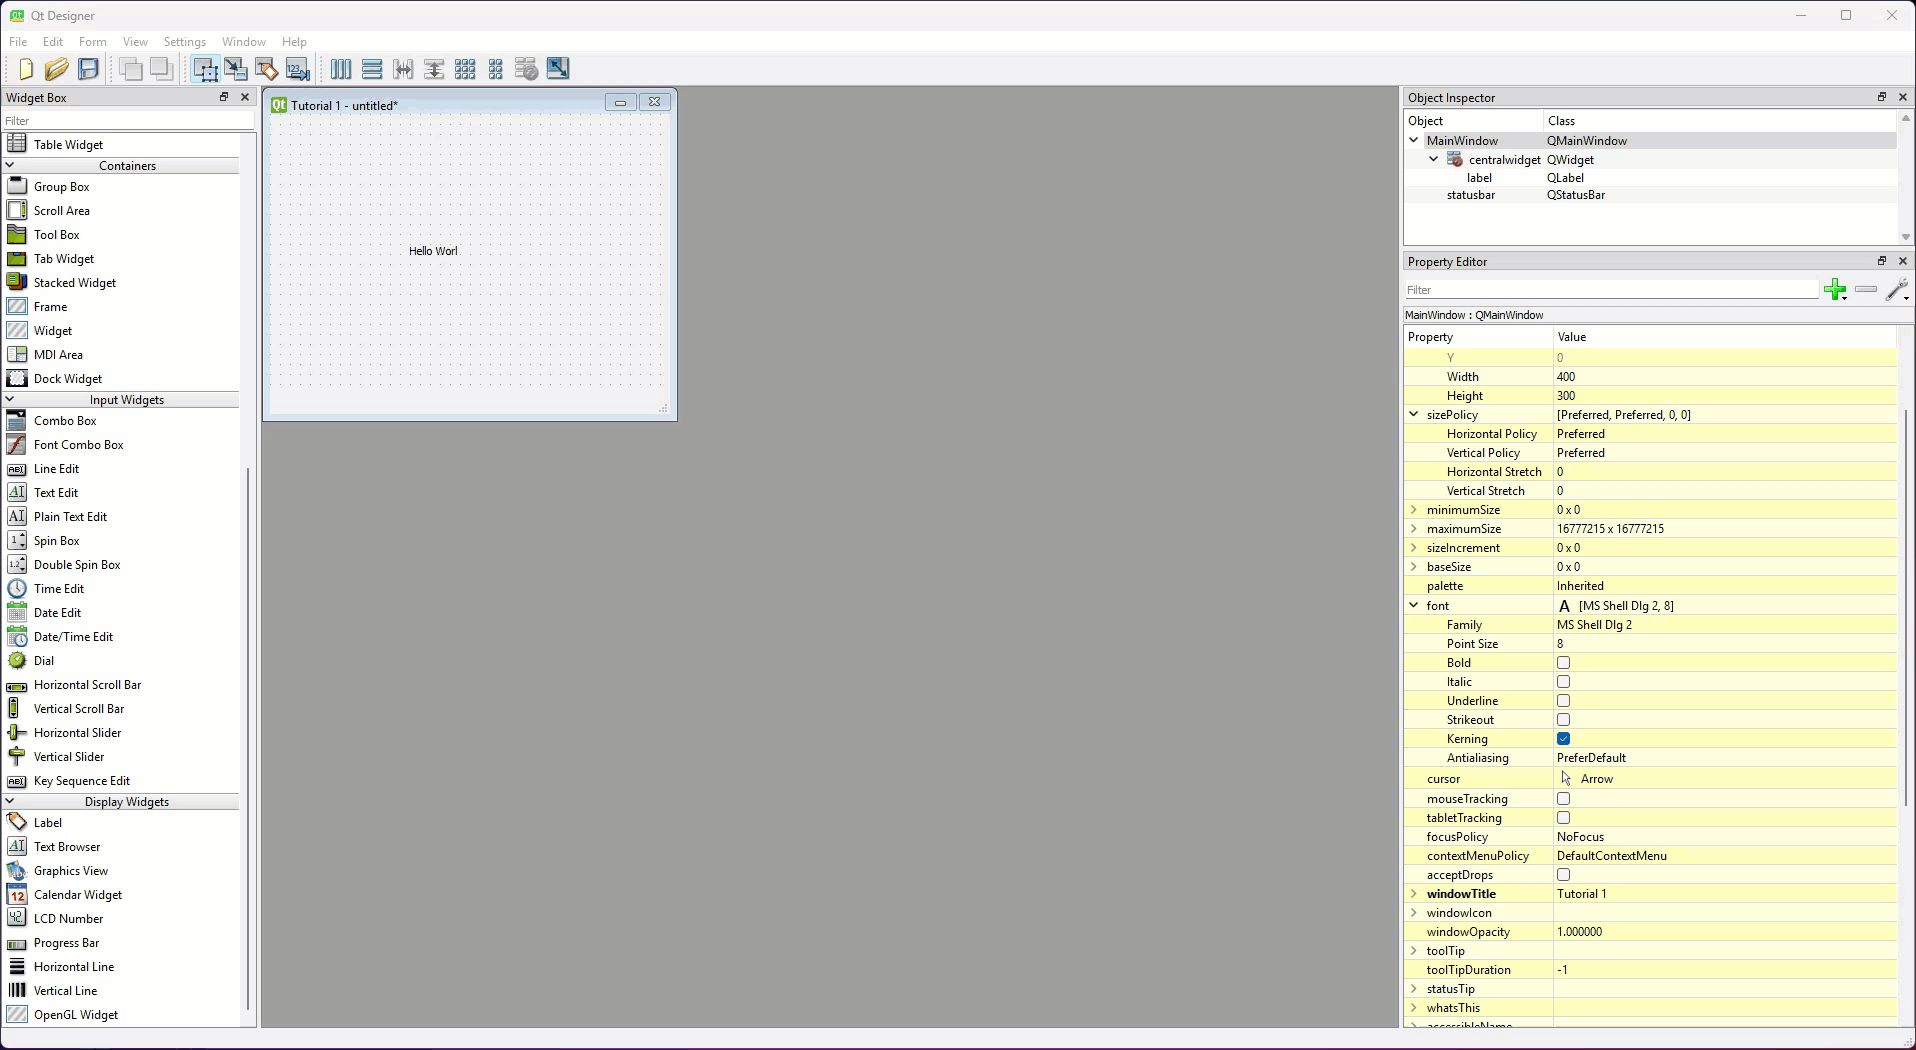 Qt Designer
File Edit Form View Settings Window Help
Widget Box
Filter
Table Widget
Containers
Group Box
Scroll Area
Tool Box
Tab Widget
Stacked Widget
Frame
Widget
MDI Area
Dock Widget
Input Widgets
Combo Box
Font Combo Box
Line Edit
Text Edit
Plain Text Edit
Spin Box
Double Spin Box
Time Edit
Date Edit
Date/Time Edit
Dial
Horizontal Scroll Bar
Vertical Scroll Bar
Horizontal Slider
Vertical Slider
Key Sequence Edit
Display Widgets
Label
Text Browser
Graphics View
Calendar Widget
LCD Number
Progress Bar
Horizontal Line
Vertical Line
OpenGL Widget
Tutorial 1 - untitled*
Hello Worl
Object Inspector
Object Class
MainWindow QMainWindow
centralwidget QWidget
label QLabel
statusbar QStatusBar
Property Editor
Filter
MainWindow : QMainWindow
Property Value
Y 0
Width 400
Height 300
sizePolicy [Preferred, Preferred, 0, 0]
Horizontal Policy Preferred
Vertical Policy Preferred
Horizontal Stretch 0
Vertical Stretch 0
minimumSize 0 x 0
maximumSize 16777215 x 16777215
sizeIncrement 0 x 0
baseSize 0 x 0
palette Inherited
font A [MS Shell Dlg 2, 8]
Family MS Shell Dlg 2
Point Size 8
Bold
Italic
Underline
Strikeout
Kerning
Antialiasing PreferDefault
cursor Arrow
mouseTracking
tabletTracking
focusPolicy NoFocus
contextMenuPolicy DefaultContextMenu
acceptDrops
windowTitle Tutorial 1
windowIcon
windowOpacity 1.000000
toolTip
toolTipDuration -1
statusTip
whatsThis
accessibleName